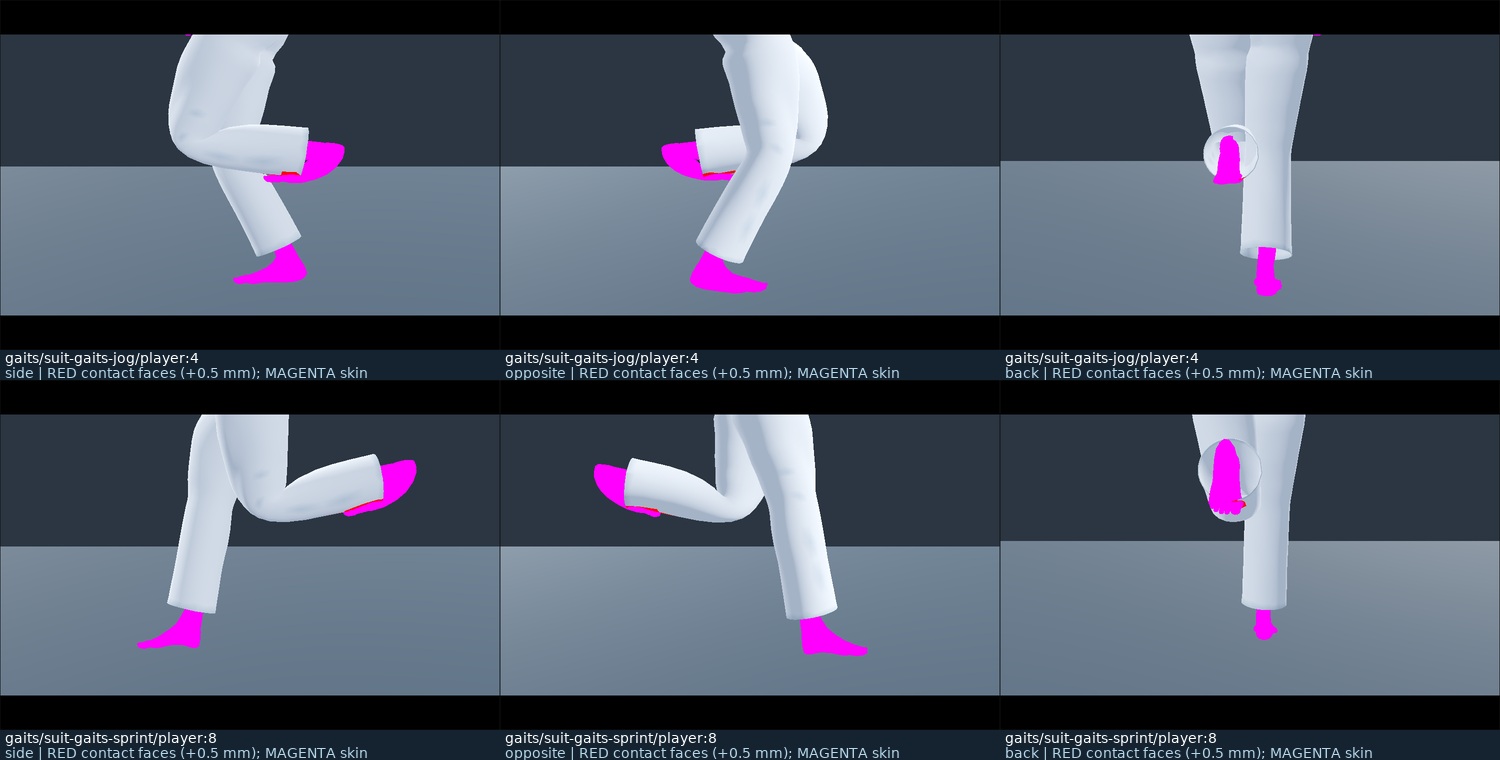 gaits/suit-gaits-jog/player:4
side | RED contact faces (+0.5 mm); MAGENTA skin
gaits/suit-gaits-jog/player:4
opposite | RED contact faces (+0.5 mm); MAGENTA skin
gaits/suit-gaits-jog/player:4
back | RED contact faces (+0.5 mm); MAGENTA skin
gaits/suit-gaits-sprint/player:8
side | RED contact faces (+0.5 mm); MAGENTA skin
gaits/suit-gaits-sprint/player:8
opposite | RED contact faces (+0.5 mm); MAGENTA skin
gaits/suit-gaits-sprint/player:8
back | RED contact faces (+0.5 mm); MAGENTA skin